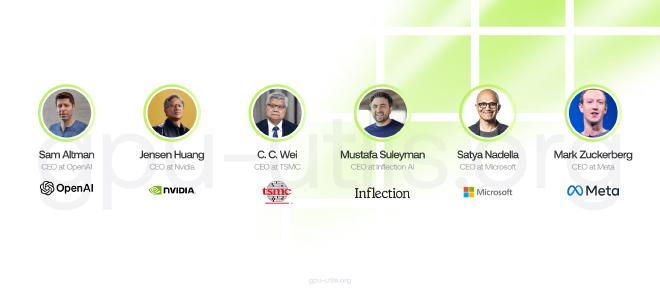 gpu-utils.org
Sam Altman
CEO at OpenAI
OpenAI
Jensen Huang
CEO at Nvidia
NVIDIA
C. C. Wei
CEO at TSMC
tsmc
Mustafa Suleyman
CEO at Inflection AI
Inflection
Satya Nadella
CEO at Microsoft
Microsoft
Mark Zuckerberg
CEO at Meta
Meta
gpu-utils.org